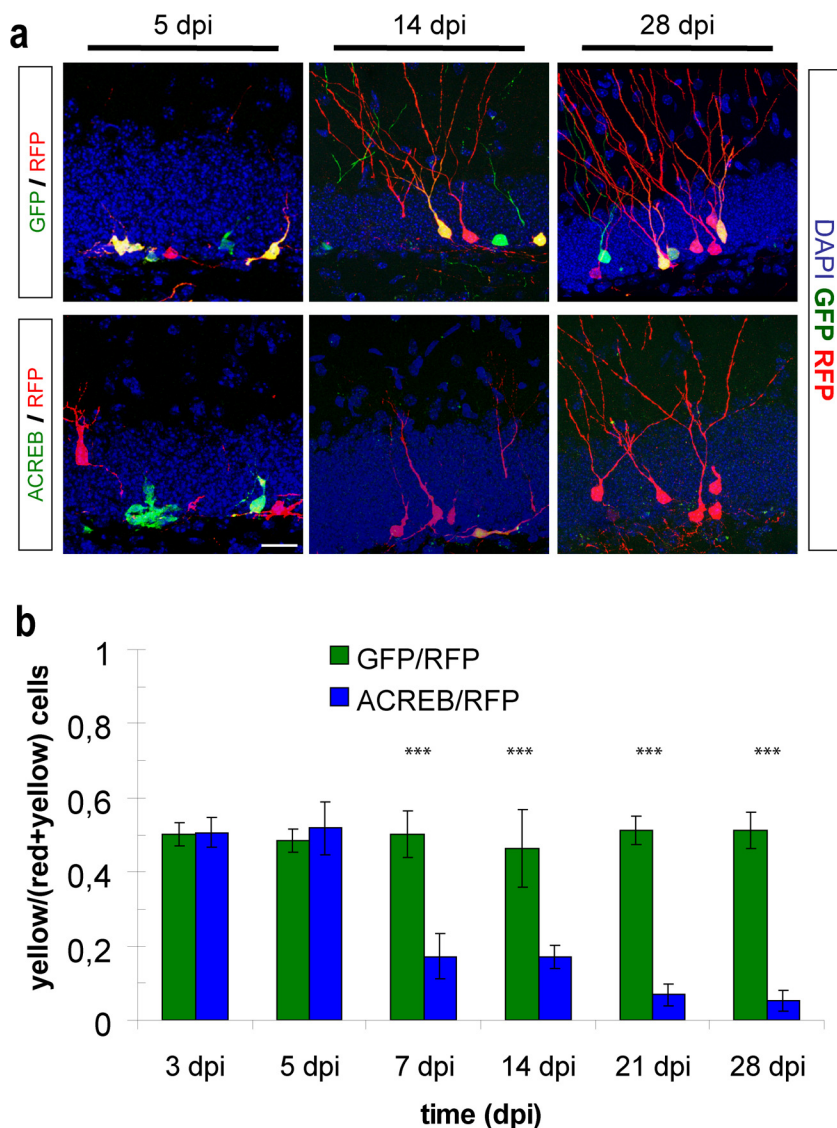 a
5 dpi
14 dpi
28 dpi
GFP / RFP
ACREB / RFP
DAPI GFP RFP
b
GFP/RFP
ACREB/RFP
yellow/(red+yellow) cells
1
0,8
0,6
0,4
0,2
0
*** *** *** ***
3 dpi 5 dpi 7 dpi 14 dpi 21 dpi 28 dpi
time (dpi)